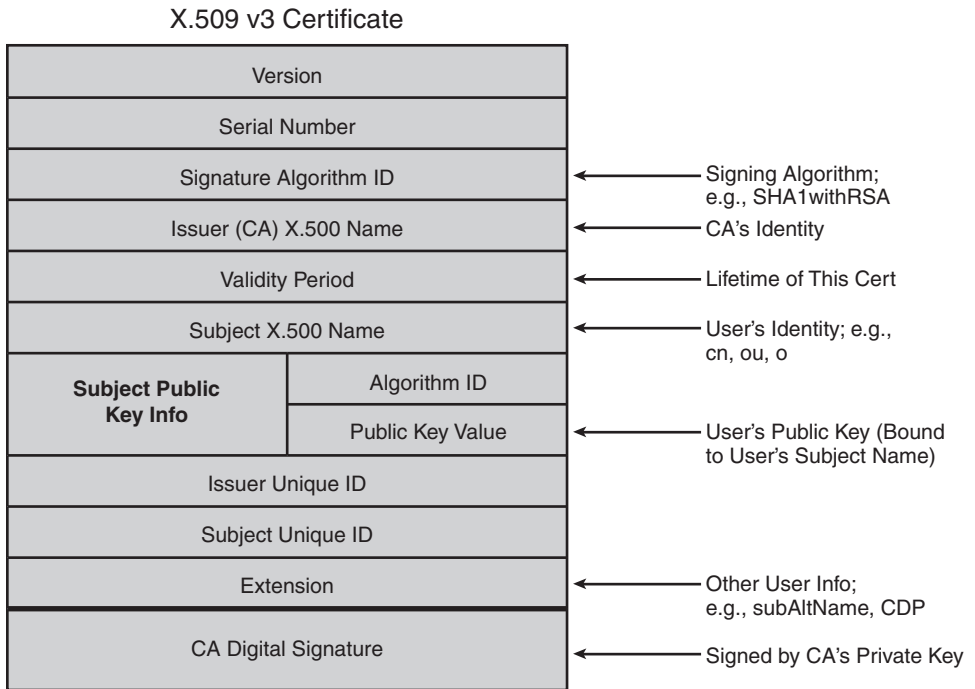 X.509 v3 Certificate
Version
Serial Number
Signature Algorithm ID
Signing Algorithm;
e.g., SHA1withRSA
Issuer (CA) X.500 Name
CA's Identity
Validity Period
Lifetime of This Cert
Subject X.500 Name
User's Identity; e.g.,
cn, ou, o
Subject Public
Key Info
Algorithm ID
Public Key Value
User's Public Key (Bound
to User's Subject Name)
Issuer Unique ID
Subject Unique ID
Extension
Other User Info;
e.g., subAltName, CDP
CA Digital Signature
Signed by CA's Private Key